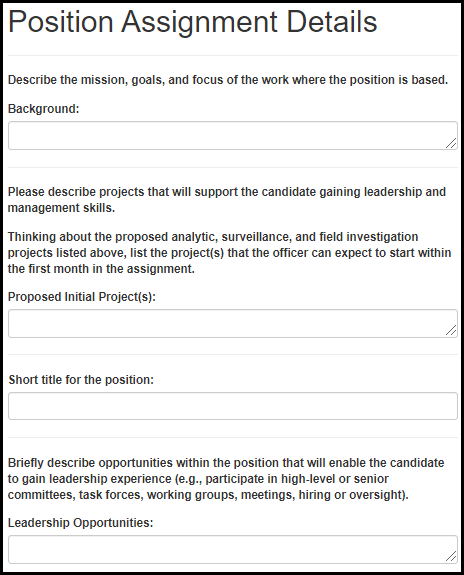 Position Assignment Details
Describe the mission, goals, and focus of the work where the position is based.
Background:
Please describe projects that will support the candidate gaining leadership and
management skills.
Thinking about the proposed analytic, surveillance, and field investigation
projects listed above, list the project(s) that the officer can expect to start within
the first month in the assignment.
Proposed Initial Project(s):
Short title for the position:
Briefly describe opportunities within the position that will enable the candidate
to gain leadership experience (e.g., participate in high-level or senior
committees, task forces, working groups, meetings, hiring or oversight).
Leadership Opportunities: